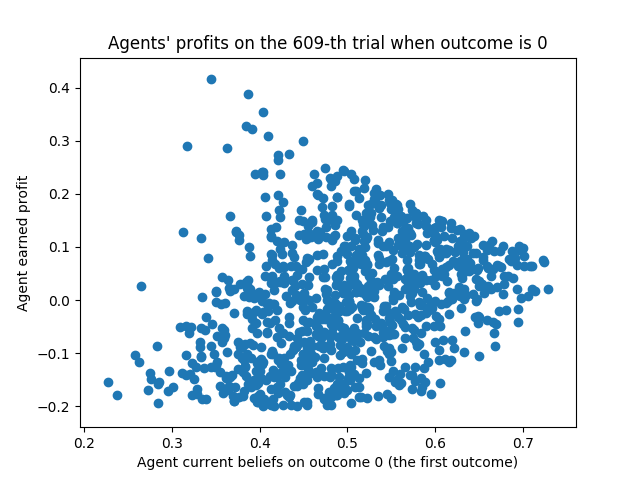 Agents' profits on the 609-th trial when outcome is 0
Agent earned profit
0.4
0.3
0.2
0.1
0.0
−0.1
−0.2
0.2 0.3 0.4 0.5 0.6 0.7
Agent current beliefs on outcome 0 (the first outcome)